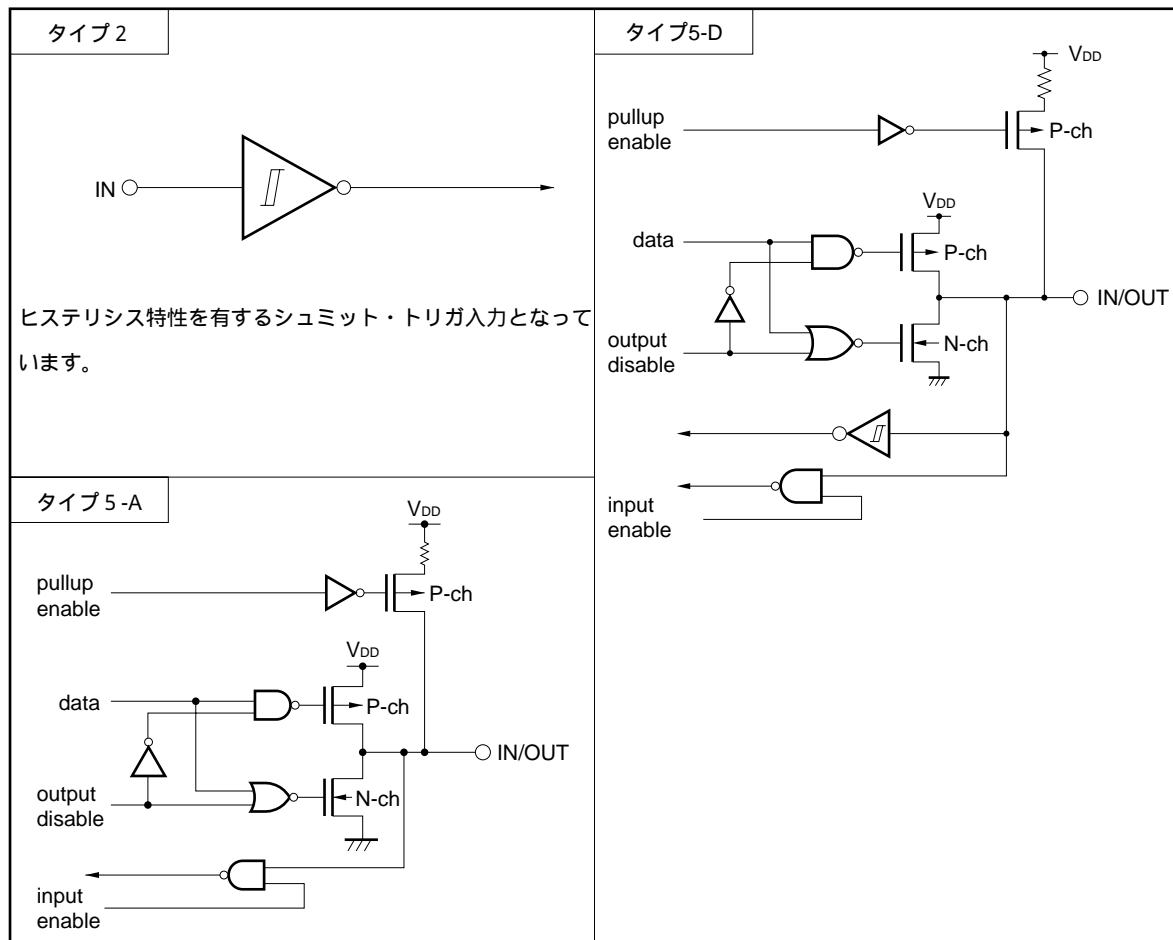 タイプ 2
IN
ヒステリシス特性を有するシュミット・トリガ入力となって
います。
タイプ 5 -A
VDD
pullup
enable
P-ch
VDD
data
P-ch
IN/OUT
output
disable
N-ch
input
enable
タイプ5-D
VDD
pullup
enable
P-ch
VDD
data
P-ch
IN/OUT
output
disable
N-ch
input
enable